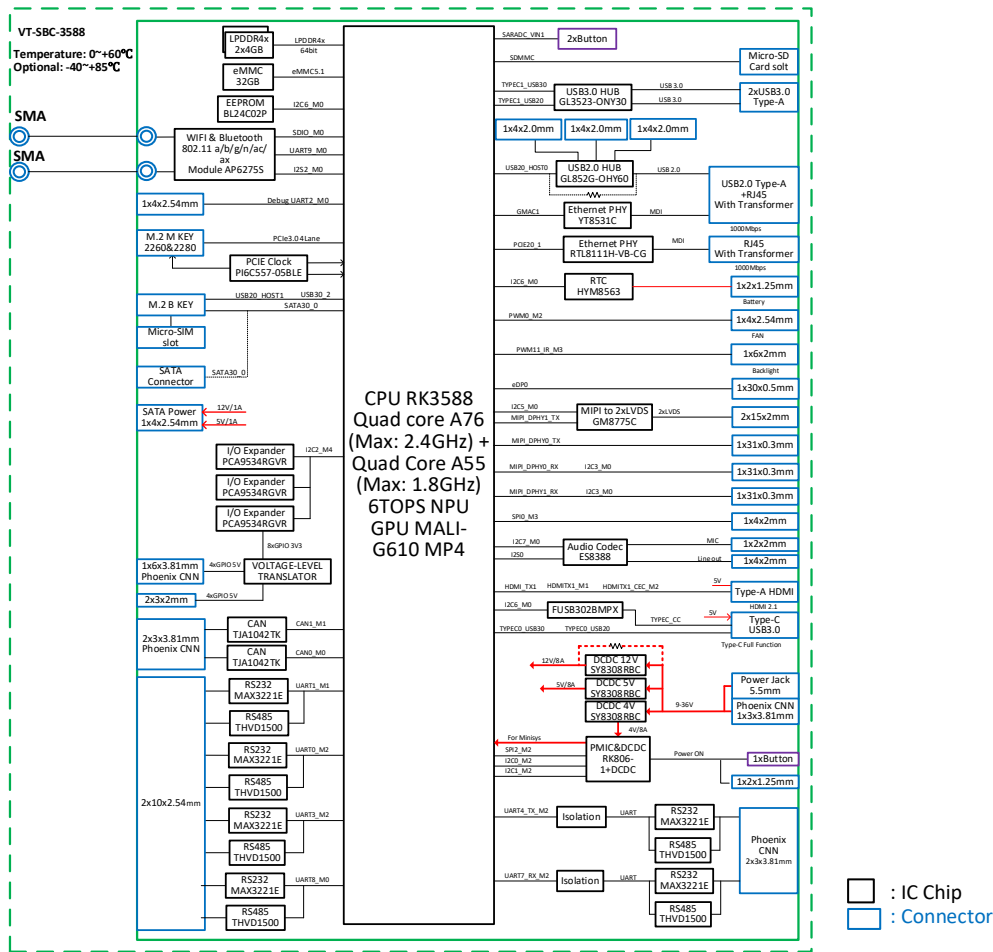 VT-SBC-3588
Temperature: 0~+60℃
Optional: -40~+85℃
SMA
SMA
LPDDR4x
2x4GB
LPDDR4x
64bit
eMMC
32GB
eMMC5.1
EEPROM
BL24C02P
I2C6_M0
WIFI & Bluetooth
802.11 a/b/g/n/ac/
ax
Module AP6275S
SDIO_M0
UART9_M0
I2S2_M0
1x4x2.54mm
Debug UART2_M0
M.2 M KEY
2260&2280
PCIe3.0 4Lane
PCIE Clock
PI6C557-05BLE
M.2 B KEY
USB20_HOST1
USB30_2
SATA30_0
Micro-SIM
slot
SATA
Connector
SATA30_0
SATA Power
1x4x2.54mm
12V/1A
5V/1A
I/O Expander
PCA9534RGVR
I2C2_M4
I/O Expander
PCA9534RGVR
I/O Expander
PCA9534RGVR
8xGPIO 3V3
1x6x3.81mm
Phoenix CNN
4xGPIO 5V
VOLTAGE-LEVEL
TRANSLATOR
2x3x2mm
4xGPIO 5V
2x3x3.81mm
Phoenix CNN
CAN
TJA1042TK
CAN1_M1
CAN
TJA1042TK
CAN0_M0
2x10x2.54mm
RS232
MAX3221E
UART1_M1
RS485
THVD1500
RS232
MAX3221E
UART0_M2
RS485
THVD1500
RS232
MAX3221E
UART3_M2
RS485
THVD1500
RS232
MAX3221E
UART8_M0
RS485
THVD1500
CPU RK3588
Quad core A76
(Max: 2.4GHz) +
Quad Core A55
(Max: 1.8GHz)
6TOPS NPU
GPU MALI-
G610 MP4
SARADC_VIN1
2xButton
SDMMC
Micro-SD
Card solt
TYPEC1_USB30
TYPEC1_USB20
USB3.0 HUB
GL3523-ONY30
USB 3.0
USB 3.0
2xUSB3.0
Type-A
1x4x2.0mm
1x4x2.0mm
1x4x2.0mm
USB20_HOST0
USB2.0 HUB
GL852G-OHY60
USB 2.0
USB2.0 Type-A
+RJ45
With Transformer
GMAC1
Ethernet PHY
YT8531C
MDI
1000Mbps
PCIE20_1
Ethernet PHY
RTL8111H-VB-CG
MDI
RJ45
With Transformer
1000Mbps
I2C6_M0
RTC
HYM8563
1x2x1.25mm
Battery
PWM0_M2
1x4x2.54mm
FAN
PWM11_IR_M3
1x6x2mm
Backlight
eDP0
1x30x0.5mm
I2C5_M0
MIPI_DPHY1_TX
MIPI to 2xLVDS
GM8775C
2xLVDS
2x15x2mm
MIPI_DPHY0_TX
1x31x0.3mm
MIPI_DPHY0_RX
I2C3_M0
1x31x0.3mm
MIPI_DPHY1_RX
I2C3_M0
1x31x0.3mm
SPI0_M3
1x4x2mm
I2C7_M0
I2S0
Audio Codec
ES8388
MIC
1x2x2mm
Line out
1x4x2mm
HDMI_TX1
HDMITX1_M1
HDMITX1_CEC_M2
5V
Type-A HDMI
HDMI 2.1
I2C6_M0
FUSB302BMPX
TYPEC_CC
5V
Type-C
USB3.0
TYPEC0_USB30
TYPEC0_USB20
Type-C Full Function
12V/8A
DCDC 12V
SY8308RBC
5V/8A
DCDC 5V
SY8308RBC
DCDC 4V
SY8308RBC
9-36V
Power Jack
5.5mm
Phoenix CNN
1x3x3.81mm
4V/8A
For Minisys
SPI2_M2
I2C0_M2
I2C1_M2
PMIC&DCDC
RK806-
1+DCDC
Power ON
1xButton
1x2x1.25mm
UART4_TX_M2
Isolation
UART
RS232
MAX3221E
RS485
THVD1500
Phoenix
CNN
2x3x3.81mm
UART7_RX_M2
Isolation
UART
RS232
MAX3221E
RS485
THVD1500
: IC Chip
: Connector